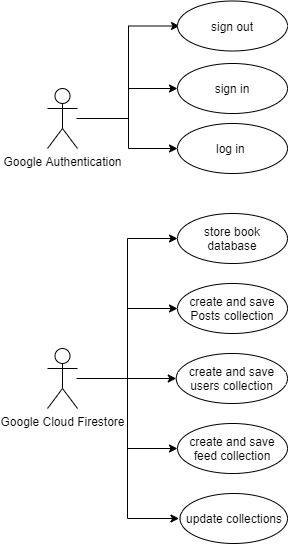 sign out
sign in
Google Authentication
log in
store book
database
create and save
Posts collection
create and save
users collection
Google Cloud Firestore
create and save
feed collection
update collections